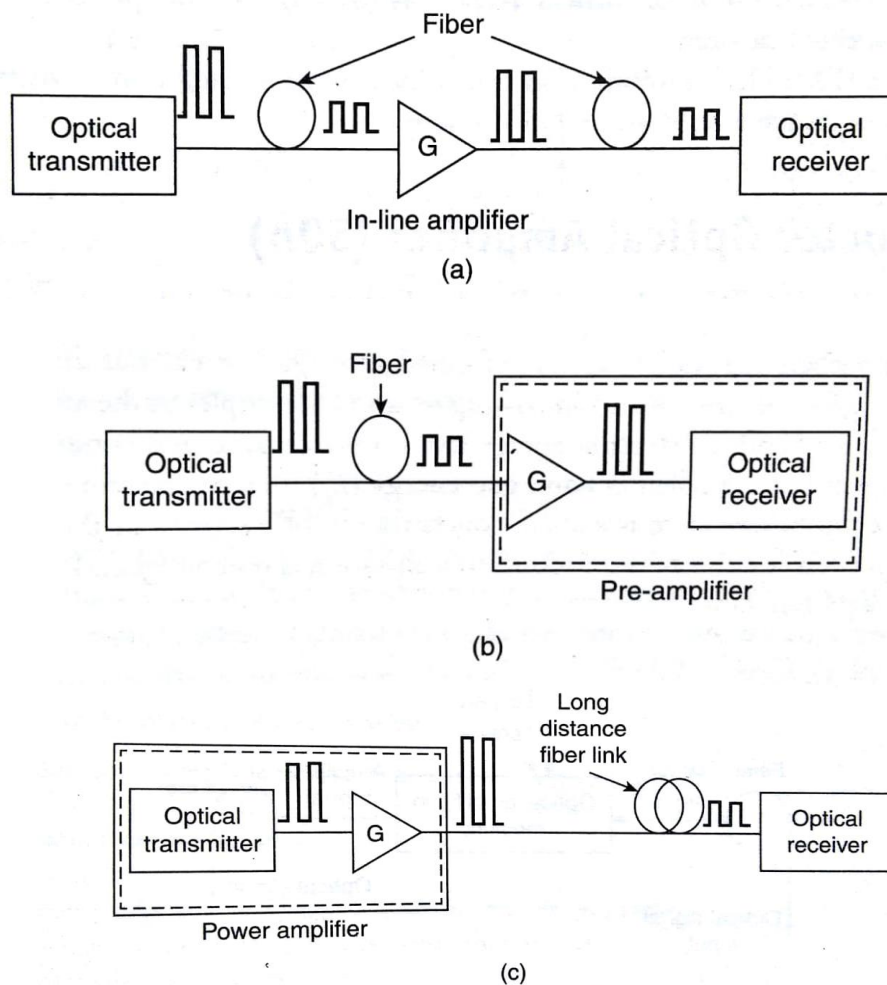 Fiber
Optical
transmitter
G
Optical
receiver
In-line amplifier
(a)
Fiber
Optical
transmitter
G
Optical
receiver
Pre-amplifier
(b)
Long
distance
fiber link
Optical
transmitter
G
Optical
receiver
Power amplifier
(c)